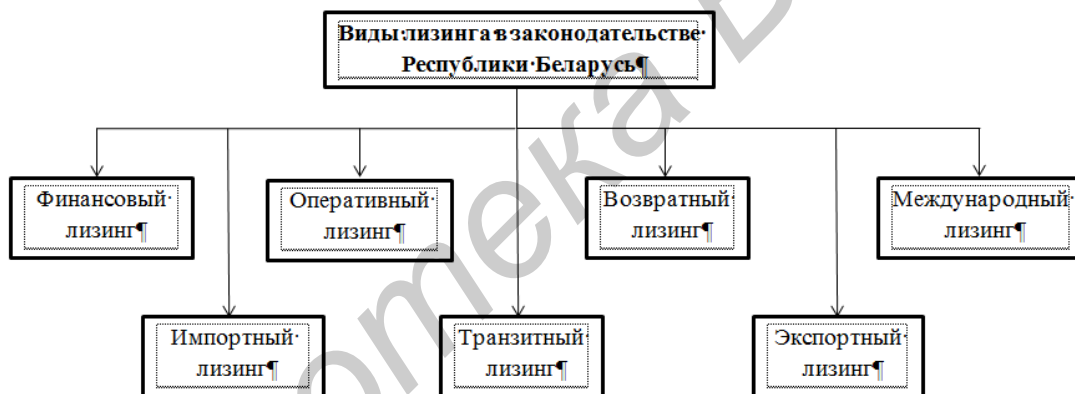 Виды·лизинга·в·законодательстве·
Республики·Беларусь¶
Финансовый·
лизинг¶
Оперативный·
лизинг¶
Возвратный·
лизинг¶
Международный·
лизинг¶
Импортный·
лизинг¶
Транзитный·
лизинг¶
Экспортный·
лизинг¶